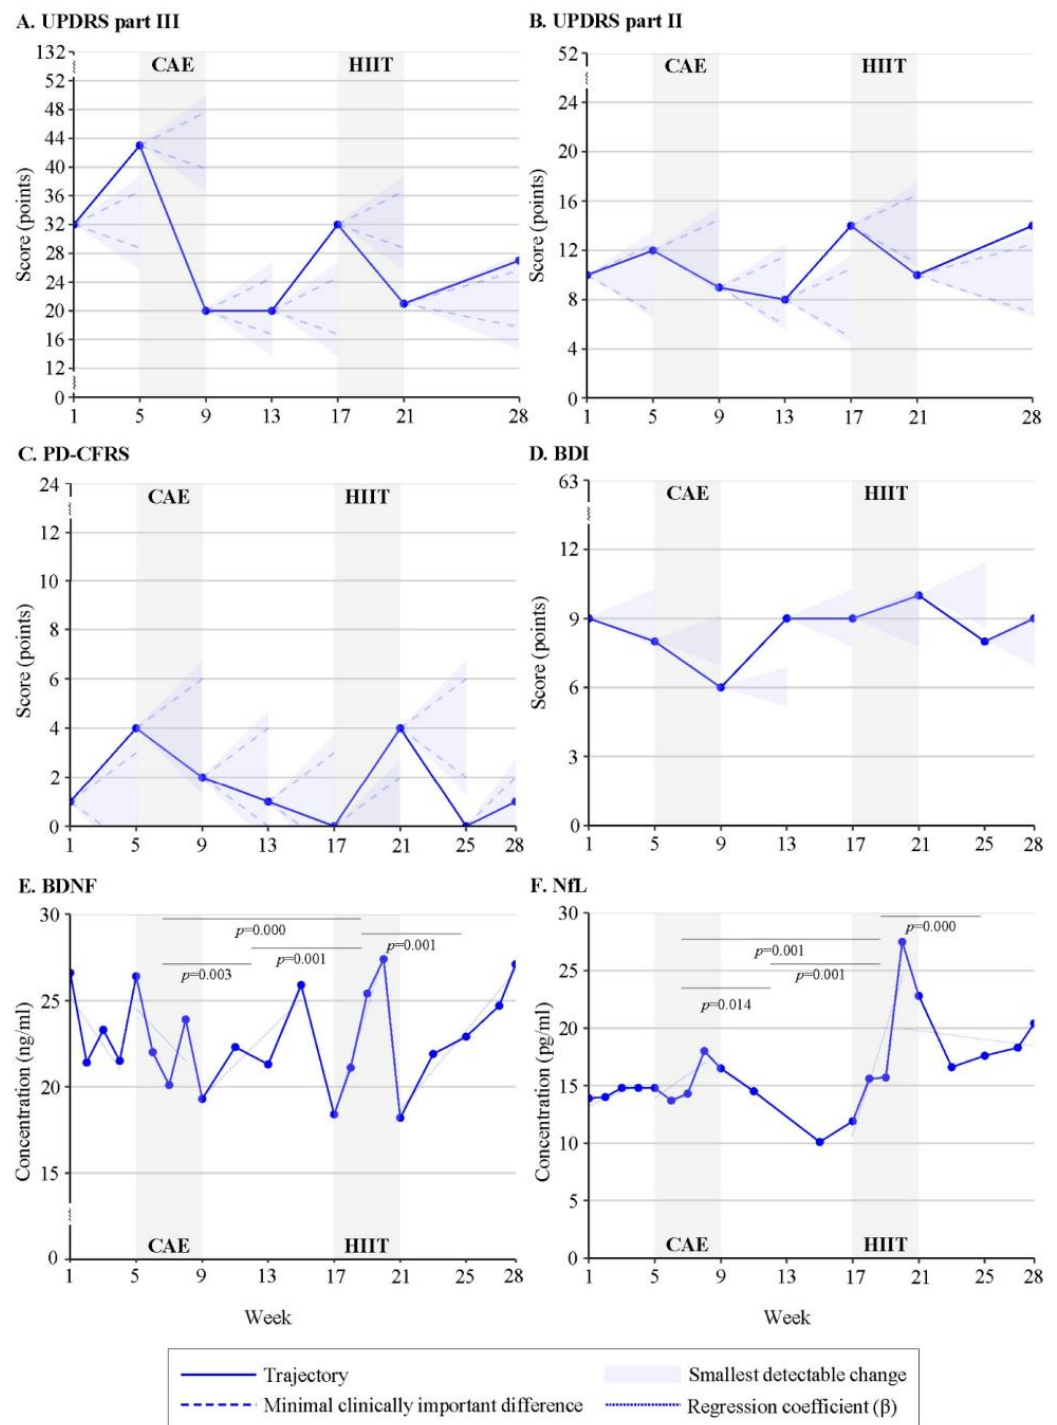 A. UPDRS part III
132
52
48
44
40
36
32
28
24
20
16
12
0
Score (points)
CAE
HIIT
1 5 9 13 17 21 28
B. UPDRS part II
52
24
20
16
12
8
4
0
Score (points)
CAE
HIIT
1 5 9 13 17 21 28
C. PD-CFRS
24
12
10
8
6
4
2
0
Score (points)
CAE
HIIT
1 5 9 13 17 21 25 28
D. BDI
63
12
9
6
3
0
Score (points)
CAE
HIIT
1 5 9 13 17 21 25 28
E. BDNF
30
25
20
15
0
Concentration (ng/ml)
p=0.000
p=0.001
p=0.001
p=0.003
CAE
HIIT
1 5 9 13 17 21 25 28
Week
F. NfL
30
25
20
15
10
5
0
Concentration (pg/ml)
p=0.000
p=0.001
p=0.001
p=0.014
CAE
HIIT
1 5 9 13 17 21 25 28
Week
Trajectory
Smallest detectable change
Minimal clinically important difference
Regression coefficient (β)